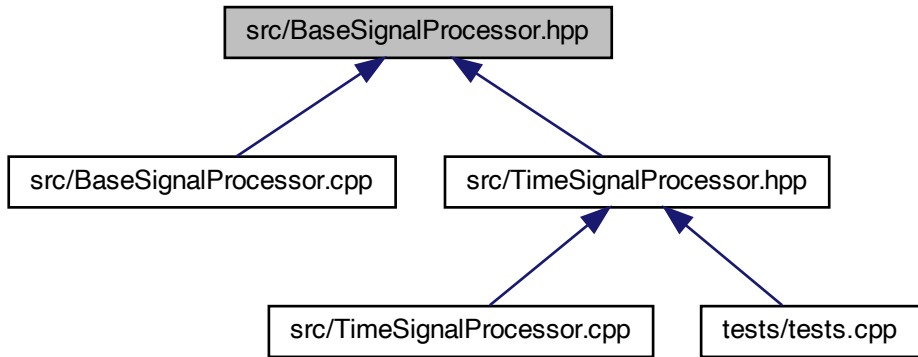 src/BaseSignalProcessor.hpp
src/BaseSignalProcessor.cpp
src/TimeSignalProcessor.hpp
src/TimeSignalProcessor.cpp
tests/tests.cpp